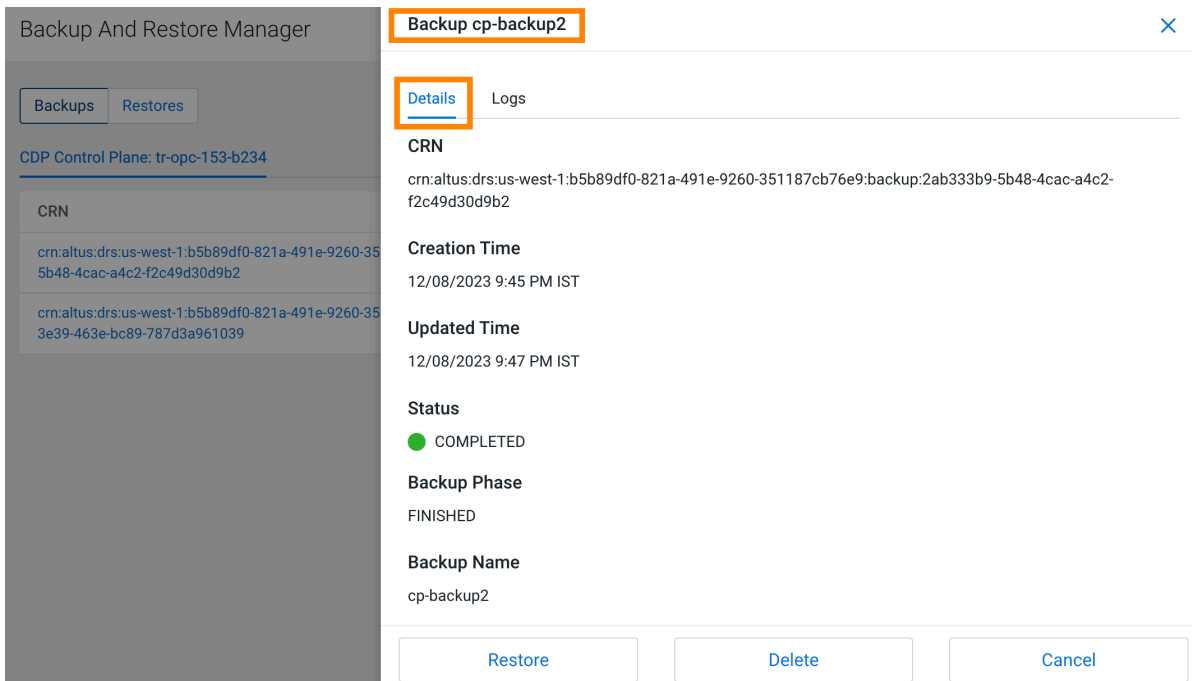 Backup And Restore Manager
Backups Restores
CDP Control Plane: tr-opc-153-b234
CRN
crn:altus:drs:us-west-1:b5b89df0-821a-491e-9260-35
5b48-4cac-a4c2-f2c49d30d9b2
crn:altus:drs:us-west-1:b5b89df0-821a-491e-9260-35
3e39-463e-bc89-787d3a961039
Backup cp-backup2
Details Logs
CRN
crn:altus:drs:us-west-1:b5b89df0-821a-491e-9260-351187cb76e9:backup:2ab333b9-5b48-4cac-a4c2-
f2c49d30d9b2
Creation Time
12/08/2023 9:45 PM IST
Updated Time
12/08/2023 9:47 PM IST
Status
COMPLETED
Backup Phase
FINISHED
Backup Name
cp-backup2
Restore Delete Cancel